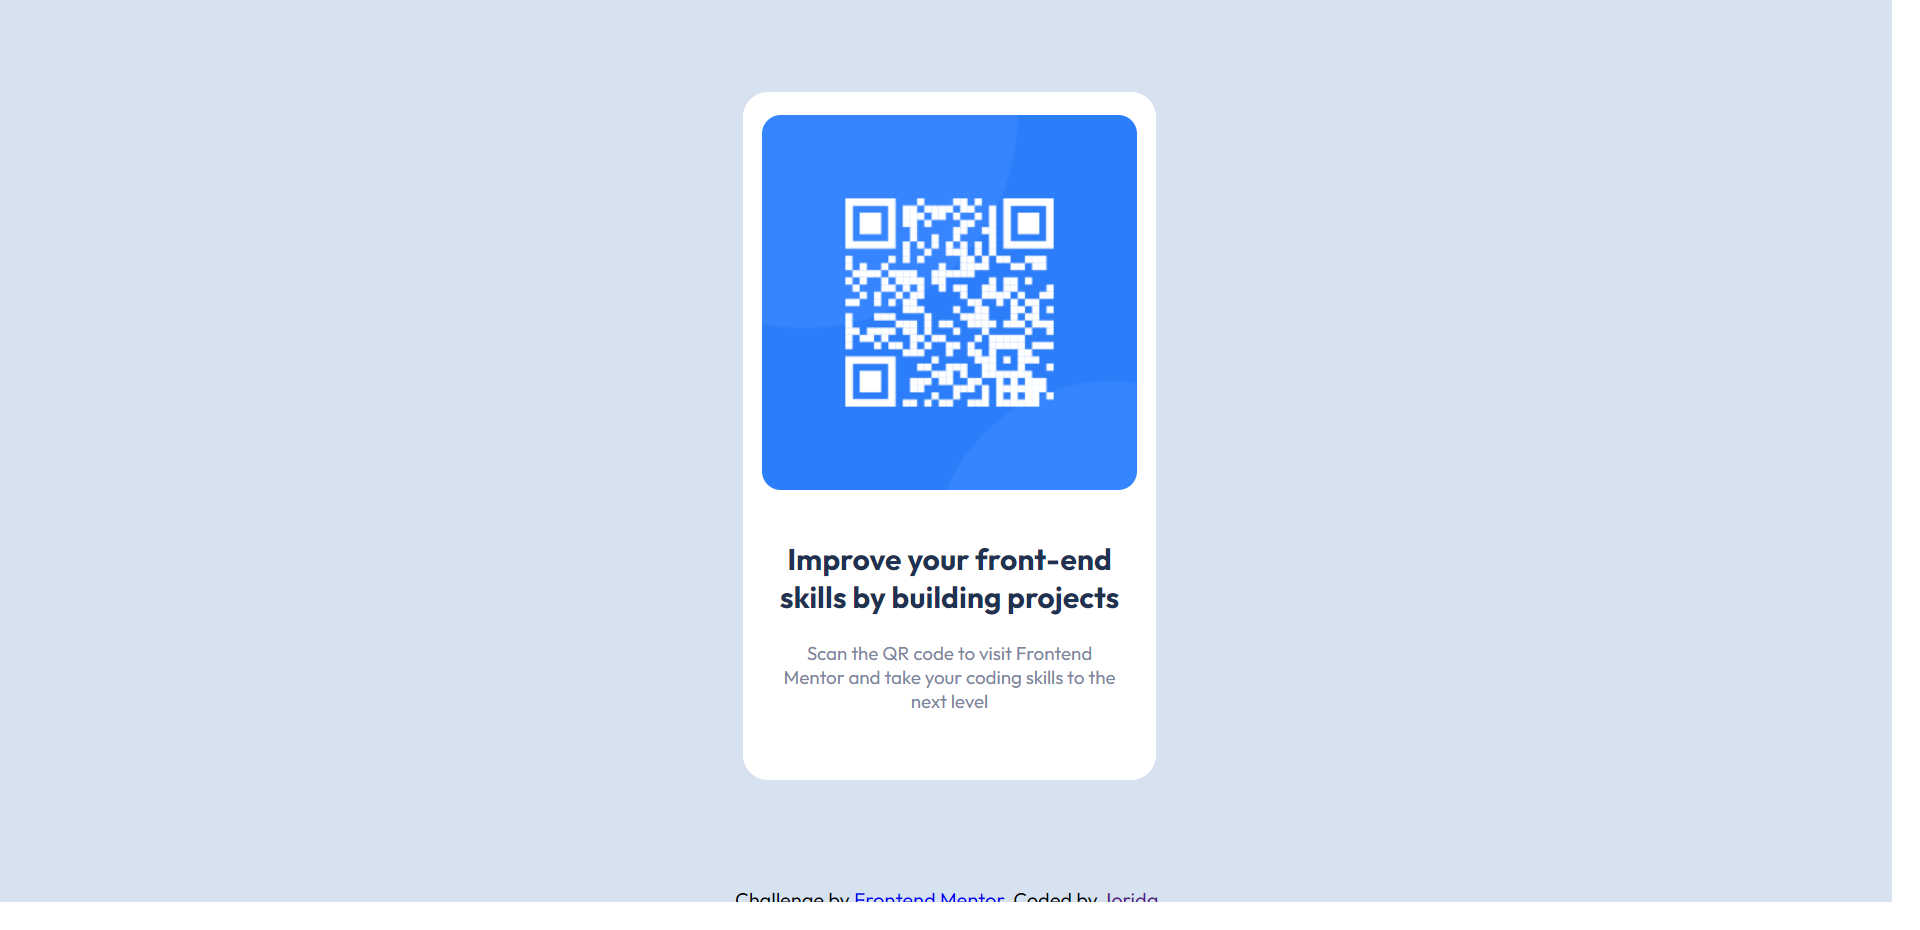 Improve your front-end
skills by building projects
Scan the QR code to visit Frontend
Mentor and take your coding skills to the
next level
Challenge by Frontend Mentor. Coded by Jorida